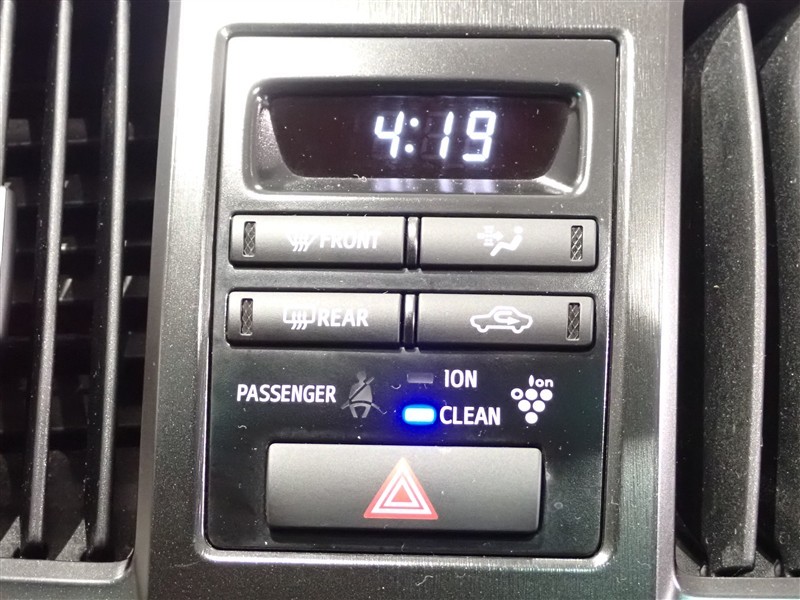 4:19
FRONT
REAR
ION
PASSENGER
CLEAN
ion